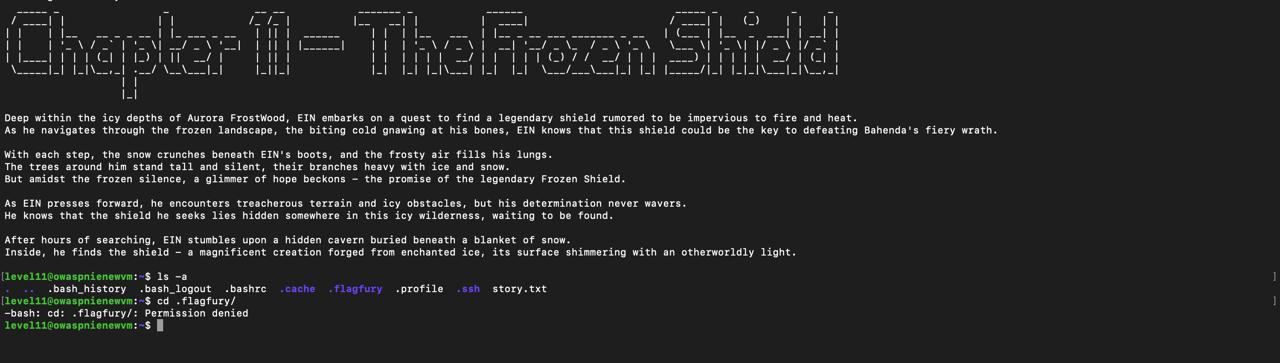 Chapter 11 - The Frozen Shield
Deep within the icy depths of Aurora FrostWood, EIN embarks on a quest to find a legendary shield rumored to be impervious to fire and heat.
As he navigates through the frozen landscape, the biting cold gnawing at his bones, EIN knows that this shield could be the key to defeating Bahenda's fiery wrath.
With each step, the snow crunches beneath EIN's boots, and the frosty air fills his lungs.
The trees around him stand tall and silent, their branches heavy with ice and snow.
But amidst the frozen silence, a glimmer of hope beckons - the promise of the legendary Frozen Shield.
As EIN presses forward, he encounters treacherous terrain and icy obstacles, but his determination never wavers.
He knows that the shield he seeks lies hidden somewhere in this icy wilderness, waiting to be found.
After hours of searching, EIN stumbles upon a hidden cavern buried beneath a blanket of snow.
Inside, he finds the shield - a magnificent creation forged from enchanted ice, its surface shimmering with an otherworldly light.
[level11@owaspnienewvm:~$ ls -a ]
. .. .bash_history .bash_logout .bashrc .cache .flagfury .profile .ssh story.txt
[level11@owaspnienewvm:~$ cd .flagfury/ ]
-bash: cd: .flagfury/: Permission denied
level11@owaspnienewvm:~$